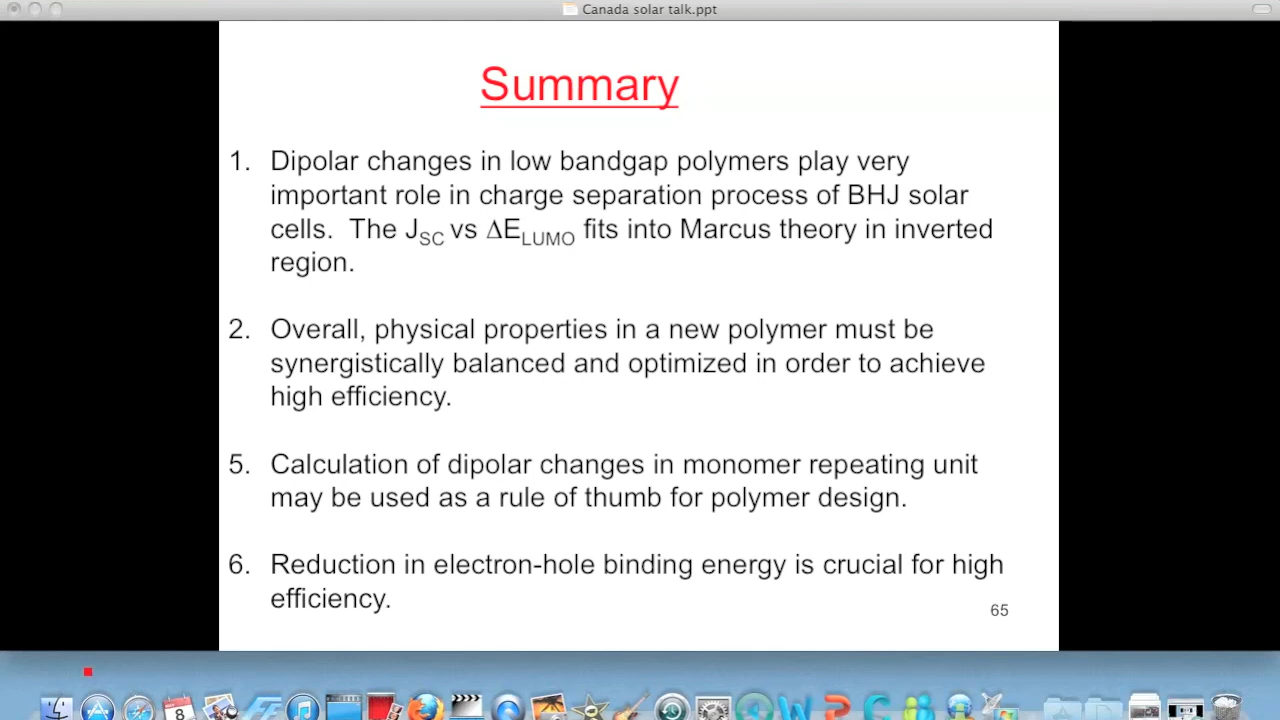 Canada solar talk.ppt
Summary
1. Dipolar changes in low bandgap polymers play very
important role in charge separation process of BHJ solar
cells. The JSC vs ΔELUMO fits into Marcus theory in inverted
region.
2. Overall, physical properties in a new polymer must be
synergistically balanced and optimized in order to achieve
high efficiency.
5. Calculation of dipolar changes in monomer repeating unit
may be used as a rule of thumb for polymer design.
6. Reduction in electron-hole binding energy is crucial for high
efficiency.
65
8